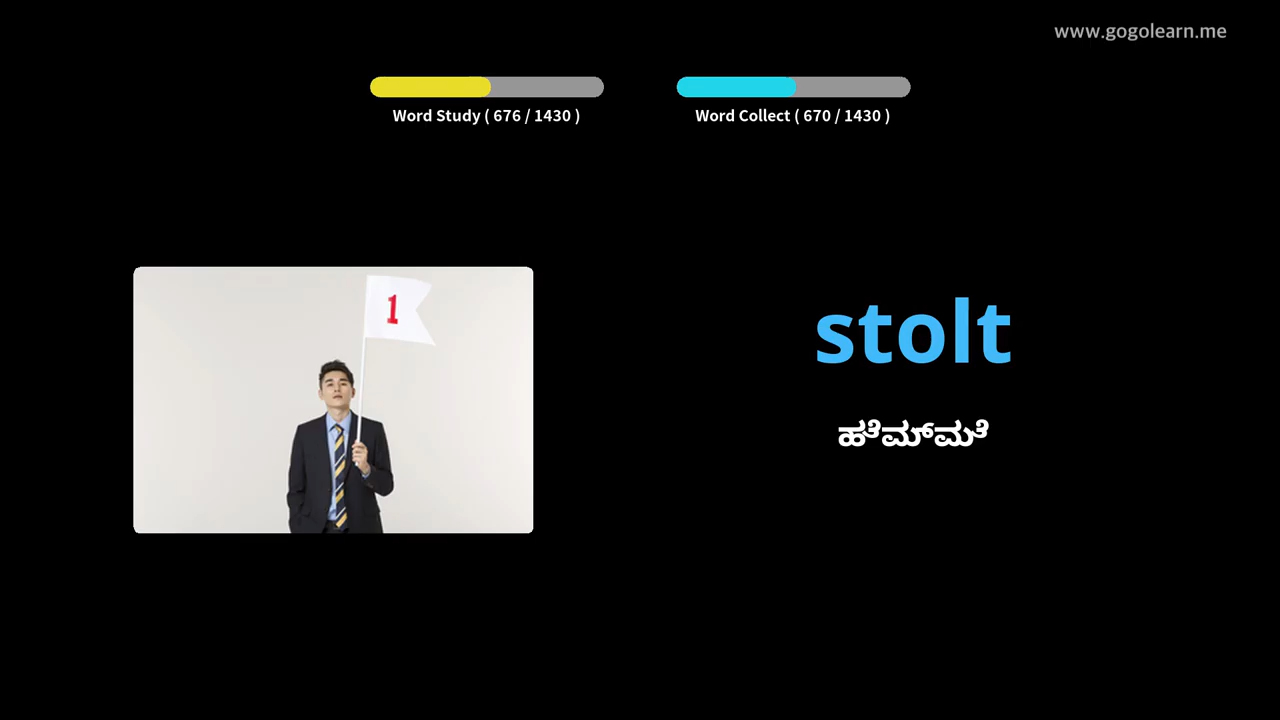 www.gogolearn.me
Word Study ( 676 / 1430 )
Word Collect ( 670 / 1430 )
1
stolt
ಹೆಮ್ಮೆ